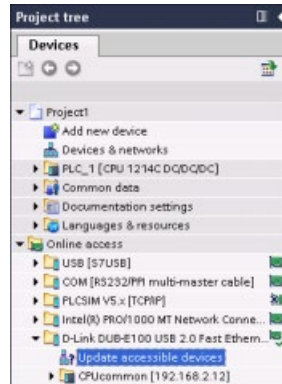 Project tree
Devices
Project1
Add new device
Devices & networks
PLC_1 [CPU 1214C DC/DC/DC]
Common data
Documentation settings
Languages & resources
Online access
USB [S7USB]
COM [RS232/PPI multi-master cable]
PLCSIM V5.x [TCP/IP]
Intel(R) PRO/1000 MT Network Conne...
D-Link DUB-E100 USB 2.0 Fast Ethern...
Update accessible devices
CPUcommon [192.168.2.12]